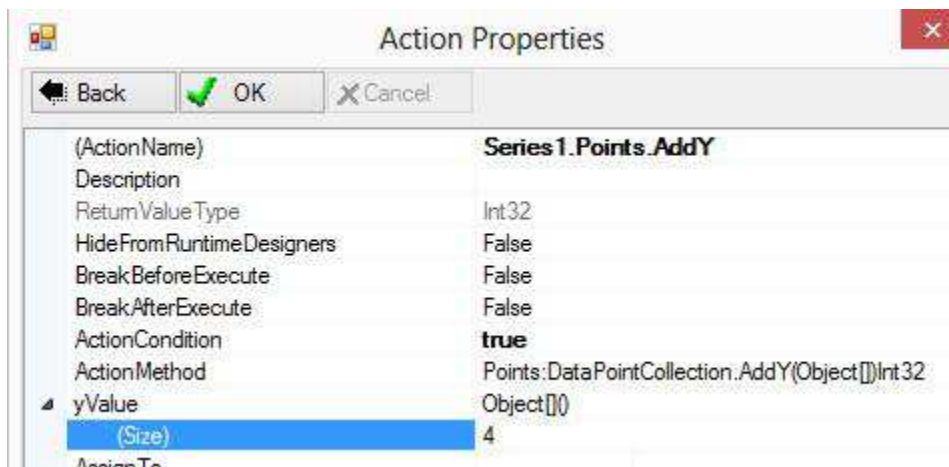 Action Properties
Back OK Cancel
(ActionName) Series1.Points.AddY
Description
ReturnValueType Int32
HideFromRuntimeDesigners False
BreakBeforeExecute False
BreakAfterExecute False
ActionCondition true
ActionMethod Points:DataPointCollection.AddY(Object[])Int32
yValue Object[]()
(Size) 4
AssignTo